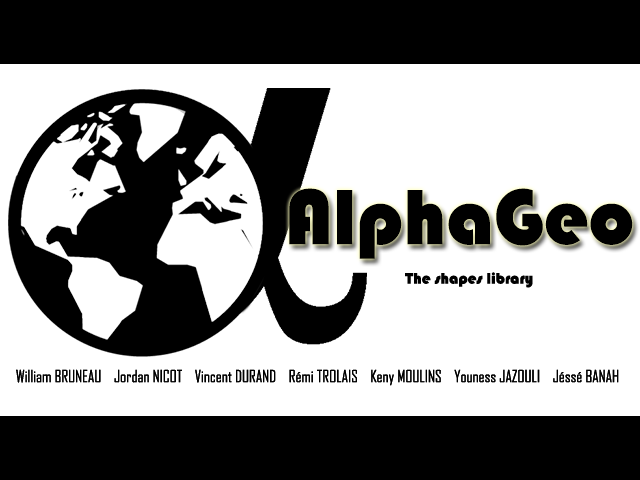 AlphaGeo
The shapes library
William BRUNEAU Jordan NICOT Vincent DURAND Rémi TROLAIS Keny MOULINS Youness JAZOULI Jéssé BANAH